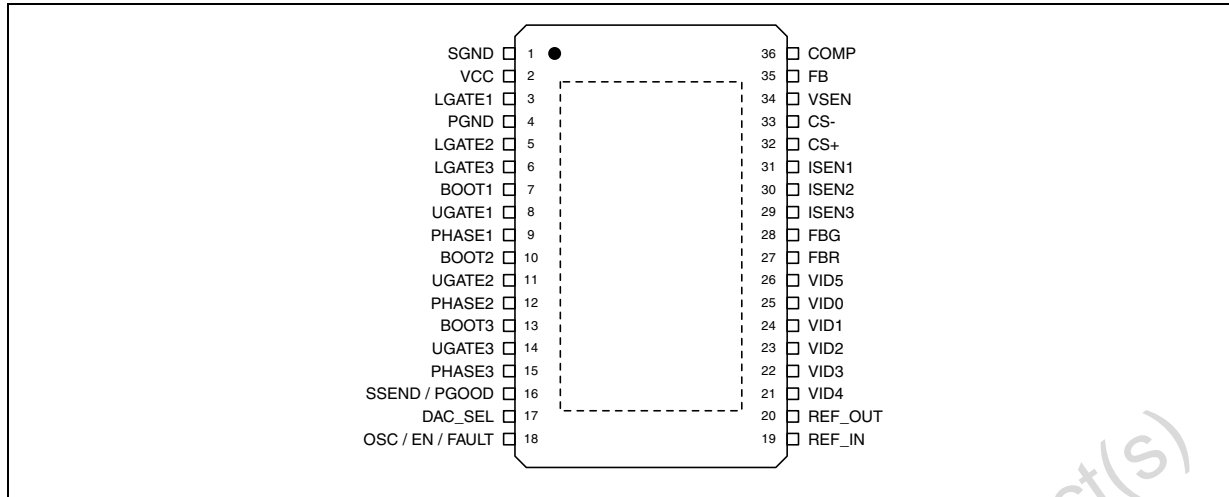 SGND 1 36 COMP
VCC 2 35 FB
LGATE1 3 34 VSEN
PGND 4 33 CS-
LGATE2 5 32 CS+
LGATE3 6 31 ISEN1
BOOT1 7 30 ISEN2
UGATE1 8 29 ISEN3
PHASE1 9 28 FBG
BOOT2 10 27 FBR
UGATE2 11 26 VID5
PHASE2 12 25 VID0
BOOT3 13 24 VID1
UGATE3 14 23 VID2
PHASE3 15 22 VID3
SSEND / PGOOD 16 21 VID4
DAC_SEL 17 20 REF_OUT
OSC / EN / FAULT 18 19 REF_IN